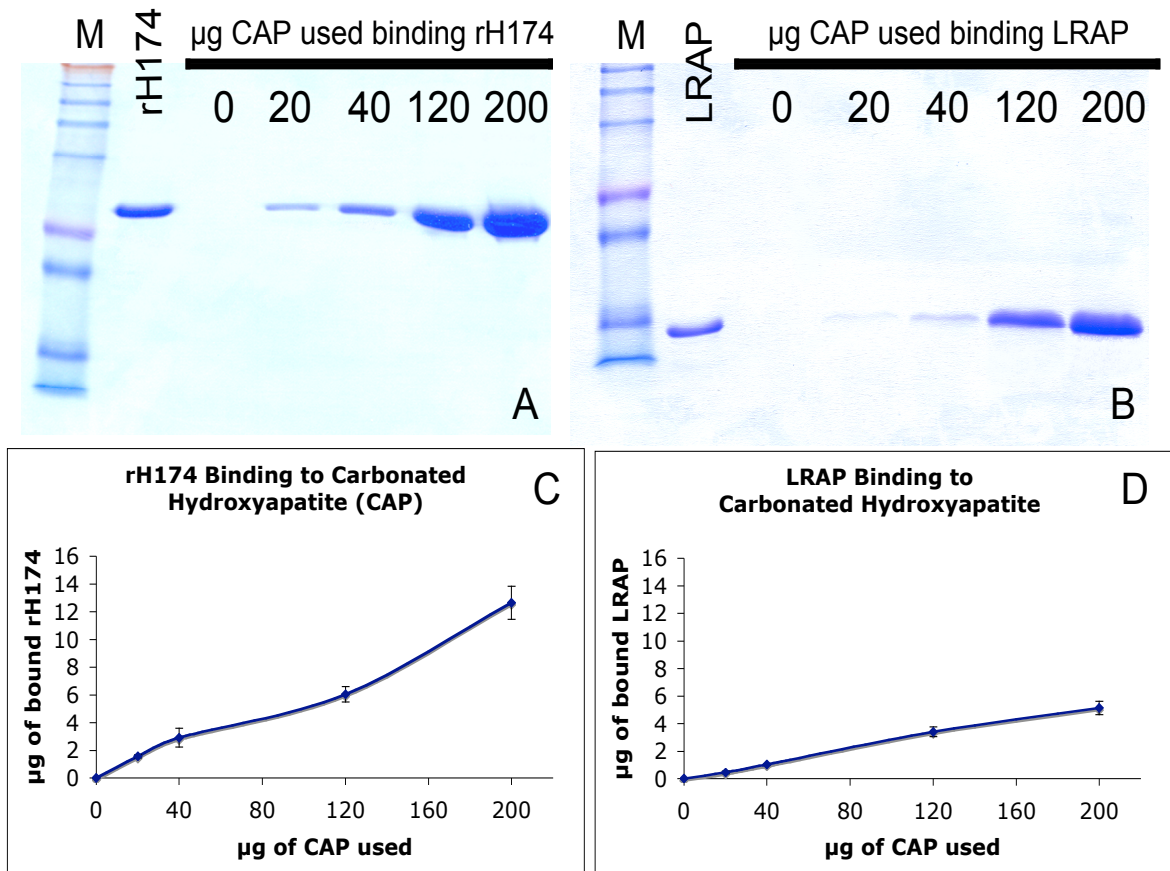 M
rH174
µg CAP used binding rH174
0 20 40 120 200
A
M
LRAP
µg CAP used binding LRAP
0 20 40 120 200
B
rH174 Binding to Carbonated
Hydroxyapatite (CAP)
C
µg of bound rH174
16
14
12
10
8
6
4
2
0
0 40 80 120 160 200
µg of CAP used
LRAP Binding to
Carbonated Hydroxyapatite
D
µg of bound LRAP
16
14
12
10
8
6
4
2
0
0 40 80 120 160 200
µg of CAP used